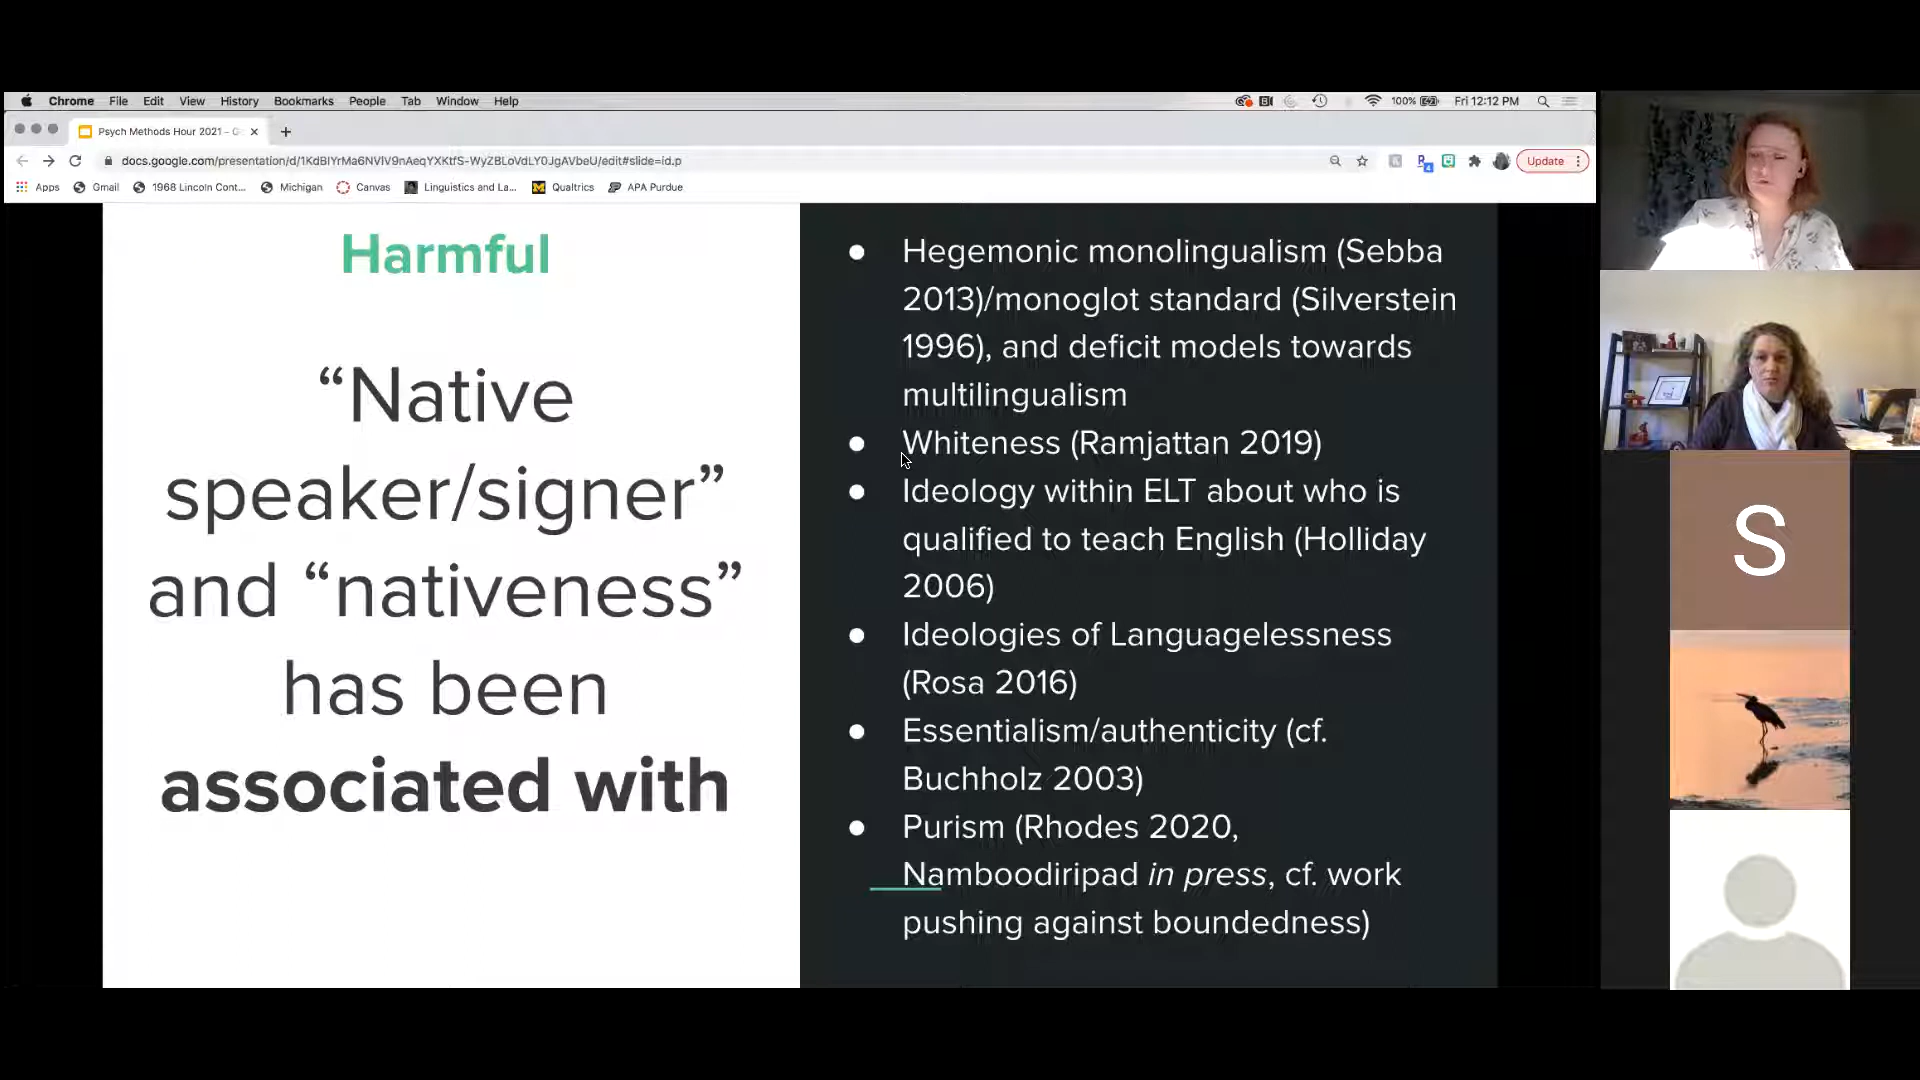 Chrome File Edit View History Bookmarks People Tab Window Help
100% Fri 12:12 PM
Psych Methods Hour 2021 – G
docs.google.com/presentation/d/1KdBIYrMa6NVlV9nAeqYXKtfS-WyZBLoVdLY0JgAVbeU/edit#slide=id.p
Update
Apps Gmail 1968 Lincoln Cont... Michigan Canvas Linguistics and La... Qualtrics APA Purdue
Harmful
“Native
speaker/signer”
and “nativeness”
has been
associated with
● Hegemonic monolingualism (Sebba
2013)/monoglot standard (Silverstein
1996), and deficit models towards
multilingualism
● Whiteness (Ramjattan 2019)
● Ideology within ELT about who is
qualified to teach English (Holliday
2006)
● Ideologies of Languagelessness
(Rosa 2016)
● Essentialism/authenticity (cf.
Buchholz 2003)
● Purism (Rhodes 2020,
Namboodiripad in press, cf. work
pushing against boundedness)
S